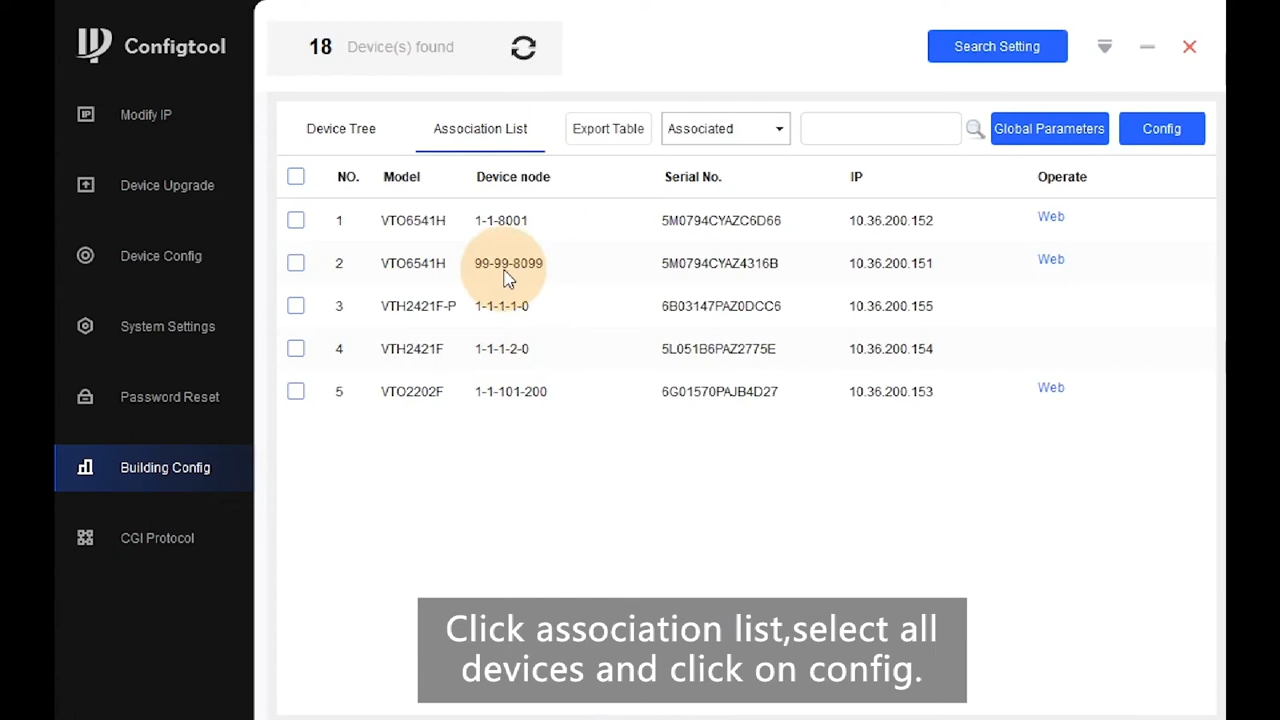 Configtool
18 Device(s) found
Search Setting
Modify IP
Device Upgrade
Device Config
System Settings
Password Reset
Building Config
CGI Protocol
Device Tree Association List Export Table Associated Global Parameters Config
NO. Model Device node Serial No. IP Operate
1 VTO6541H 1-1-8001 5M0794CYAZC6D66 10.36.200.152 Web
2 VTO6541H 99-99-8099 5M0794CYAZ4316B 10.36.200.151 Web
3 VTH2421F-P 1-1-1-1-0 6B03147PAZ0DCC6 10.36.200.155
4 VTH2421F 1-1-1-2-0 5L051B6PAZ2775E 10.36.200.154
5 VTO2202F 1-1-101-200 6G01570PAJB4D27 10.36.200.153 Web
Click association list,select all
devices and click on config.